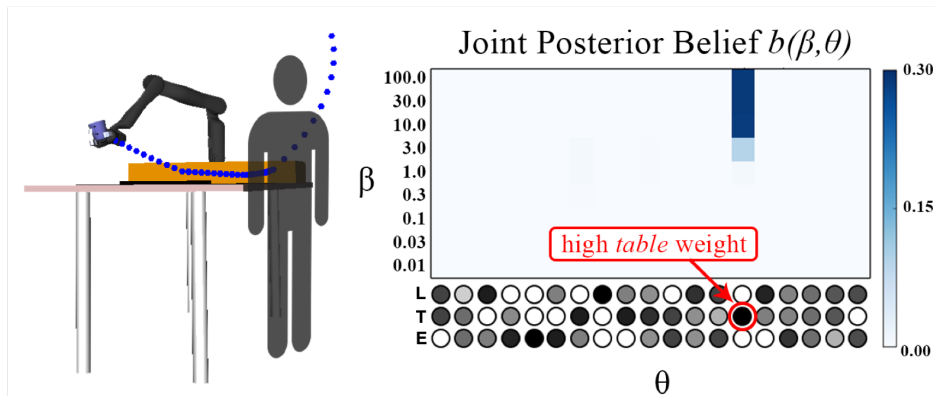 Joint Posterior Belief b(β,θ)
100.0
30.0
10.0
3.0
1.0
0.3
0.1
0.03
0.01
β
high table weight
L
T
E
θ
0.30
0.15
0.00